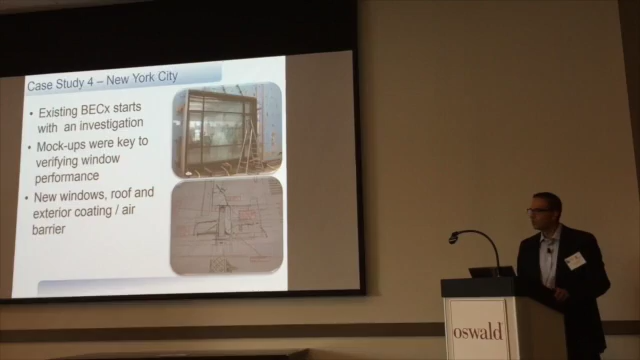 Case Study 4 – New York City
• Existing BECx starts
with an investigation
• Mock-ups were key to
verifying window
performance
• New windows, roof and
exterior coating / air
barrier
oswald